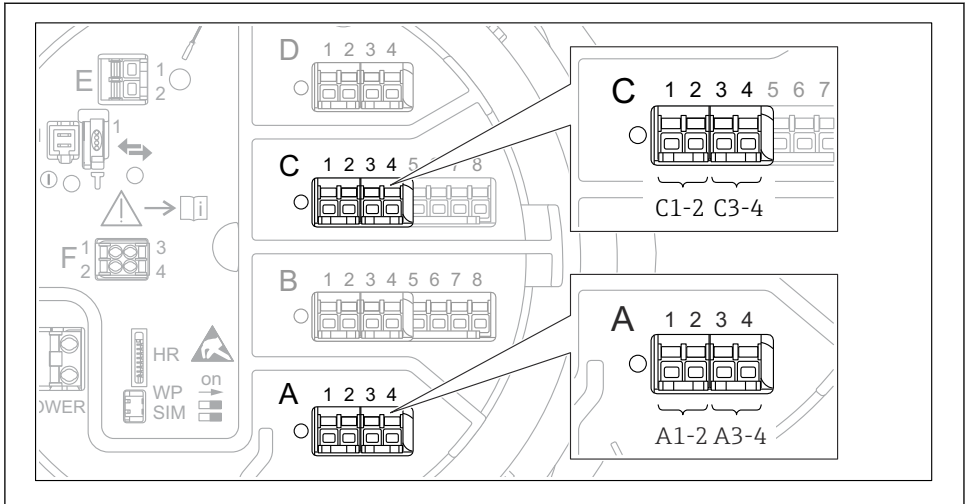 D 1 2 3 4
E 1
2
1
C 1 2 3 4 5 6 7 8
F 1 2 3 4
B 1 2 3 4 5 6 7 8
HR
WP
SIM
on
OWER
A 1 2 3 4
C 1 2 3 4 5 6 7
C1-2 C3-4
A 1 2 3 4
A1-2 A3-4